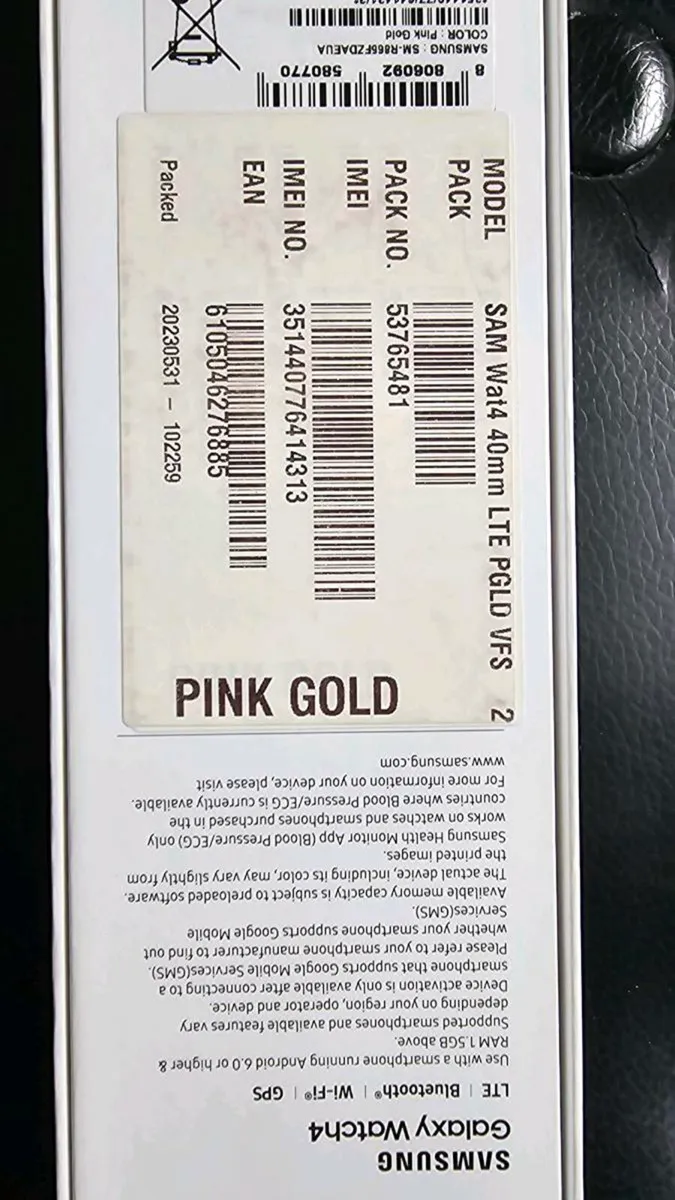 SAMSUNG
Galaxy Watch4
LTE | Bluetooth® | Wi-Fi® | GPS
Use with a smartphone running Android 6.0 or higher &
RAM 1.5GB above.
Supported smartphones and available features vary
depending on your region, operator and device.
Device activation is only available after connecting to a
smartphone that supports Google Mobile Services(GMS).
Please refer to your smartphone manufacturer to find out
whether your smartphone supports Google Mobile
Services(GMS).
Available memory capacity is subject to preloaded software.
The actual device, including its color, may vary slightly from
the printed images.
Samsung Health Monitor App (Blood Pressure/ECG) only
works on watches and smartphones purchased in the
countries where Blood Pressure/ECG is currently available.
For more information on your device, please visit
www.samsung.com
MODEL SAM Wat4 40mm LTE PGLD VFS 2
PACK
PACK NO. 53765481
IMEI
IMEI NO. 351440776414313
EAN
6105046276885
Packed 20230531 - 102259
PINK GOLD
8 806092 580770
SAMSUNG : SM-R865FZDAEUA
COLOR : Pink Gold